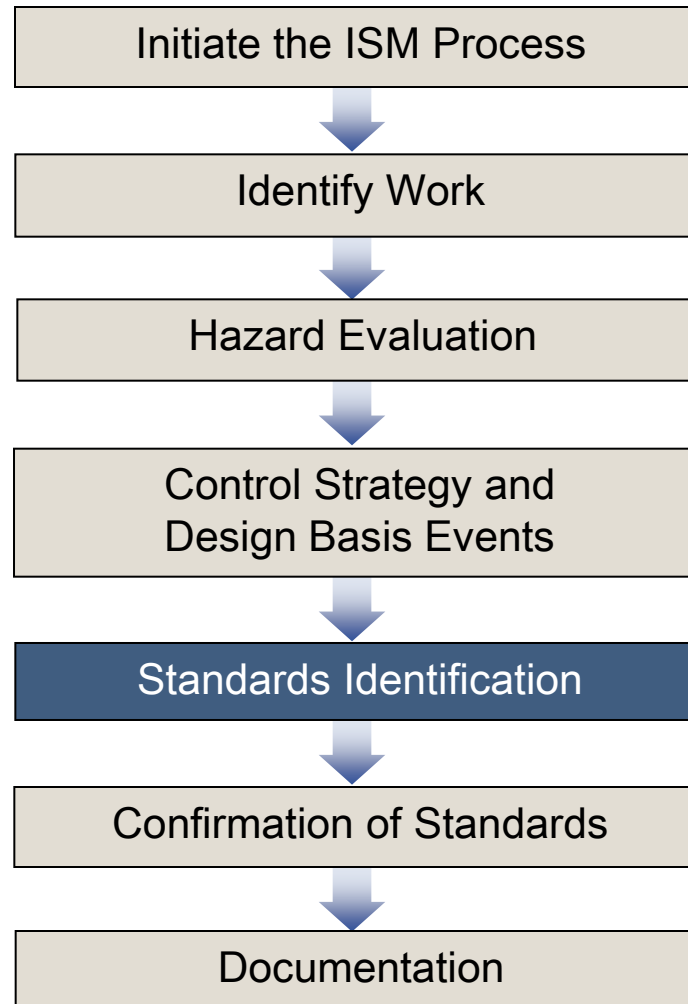 Initiate the ISM Process
Identify Work
Hazard Evaluation
Control Strategy and
Design Basis Events
Standards Identification
Confirmation of Standards
Documentation